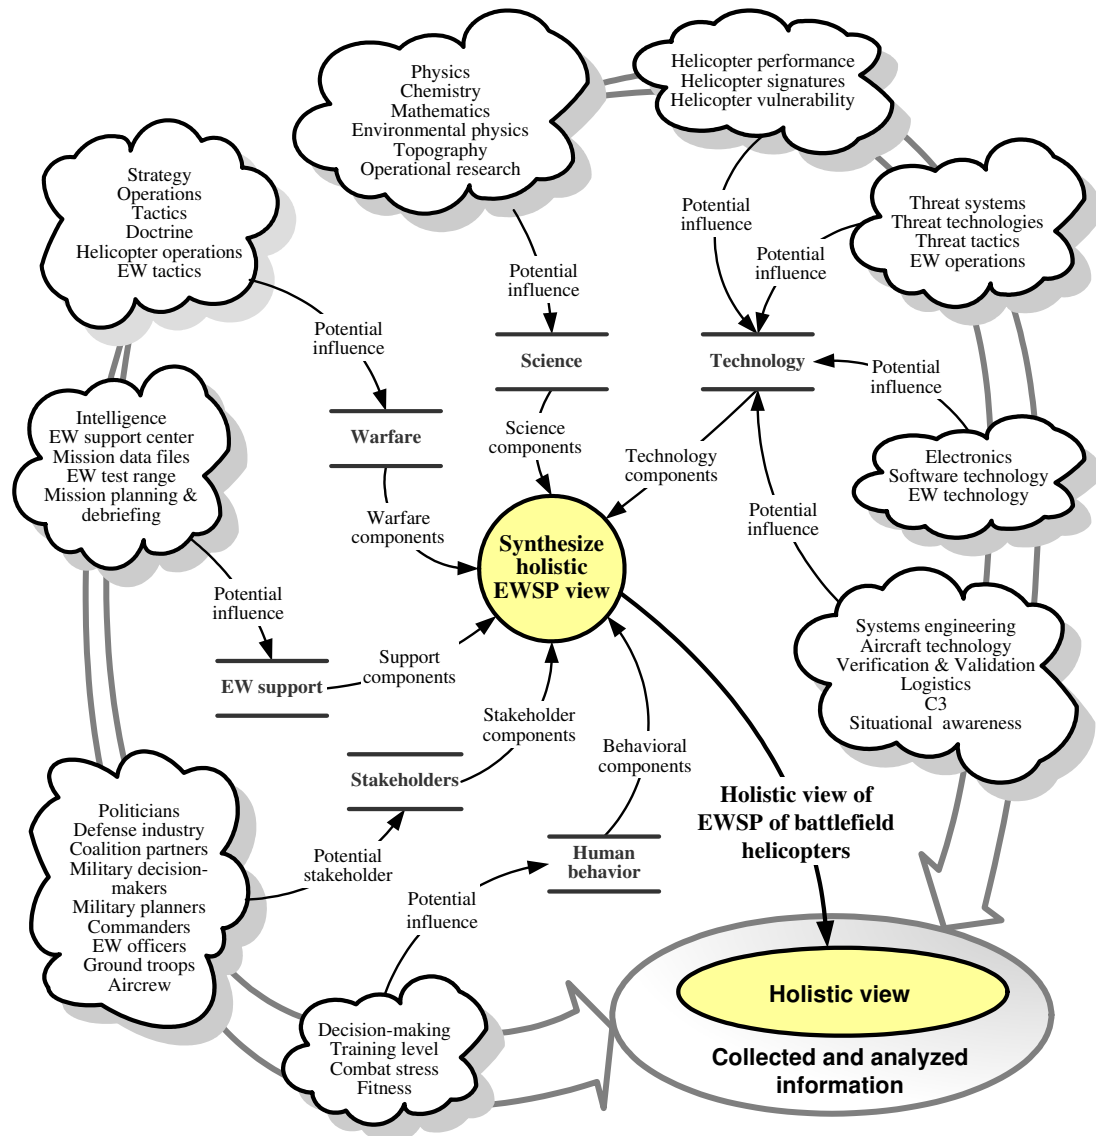 Physics
Chemistry
Mathematics
Environmental physics
Topography
Operational research
Helicopter performance
Helicopter signatures
Helicopter vulnerability
Strategy
Operations
Tactics
Doctrine
Helicopter operations
EW tactics
Threat systems
Threat technologies
Threat tactics
EW operations
Potential
influence
Potential
influence
Potential
influence
Potential
influence
Science
Technology
Potential
influence
Intelligence
EW support center
Mission data files
EW test range
Mission planning &
debriefing
Warfare
Science
components
Technology
components
Electronics
Software technology
EW technology
Warfare
components
Potential
influence
Synthesize
holistic
EWSP view
Potential
influence
Systems engineering
Aircraft technology
Verification & Validation
Logistics
C3
Situational awareness
EW support
Support
components
Stakeholder
components
Behavioral
components
Stakeholders
Holistic view of
EWSP of battlefield
helicopters
Politicians
Defense industry
Coalition partners
Military decision-
makers
Military planners
Commanders
EW officers
Ground troops
Aircrew
Potential
stakeholder
Human
behavior
Potential
influence
Decision-making
Training level
Combat stress
Fitness
Holistic view
Collected and analyzed
information